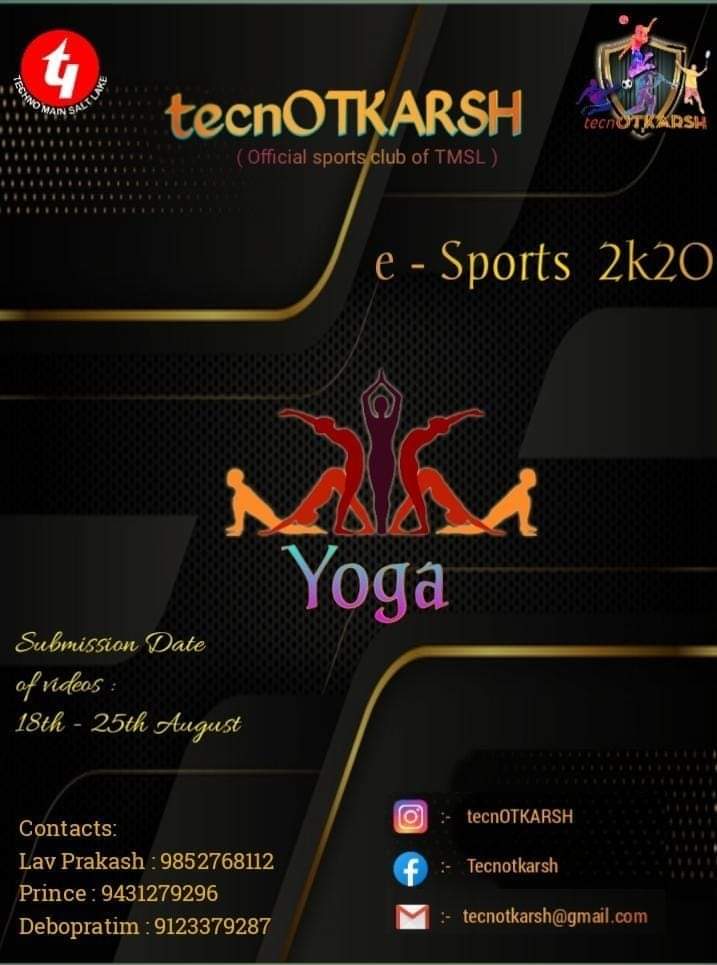 TECHNO MAIN SALT LAKE
tecnOTKARSH
tecnOTKARSH
( Official sports club of TMSL )
e - Sports 2k20
Yoga
Submission Date
of videos :
18th - 25th August
Contacts:
Lav Prakash : 9852768112
Prince : 9431279296
Debopratim : 9123379287
:- tecnOTKARSH
:- Tecnotkarsh
:- tecnotkarsh@gmail.com